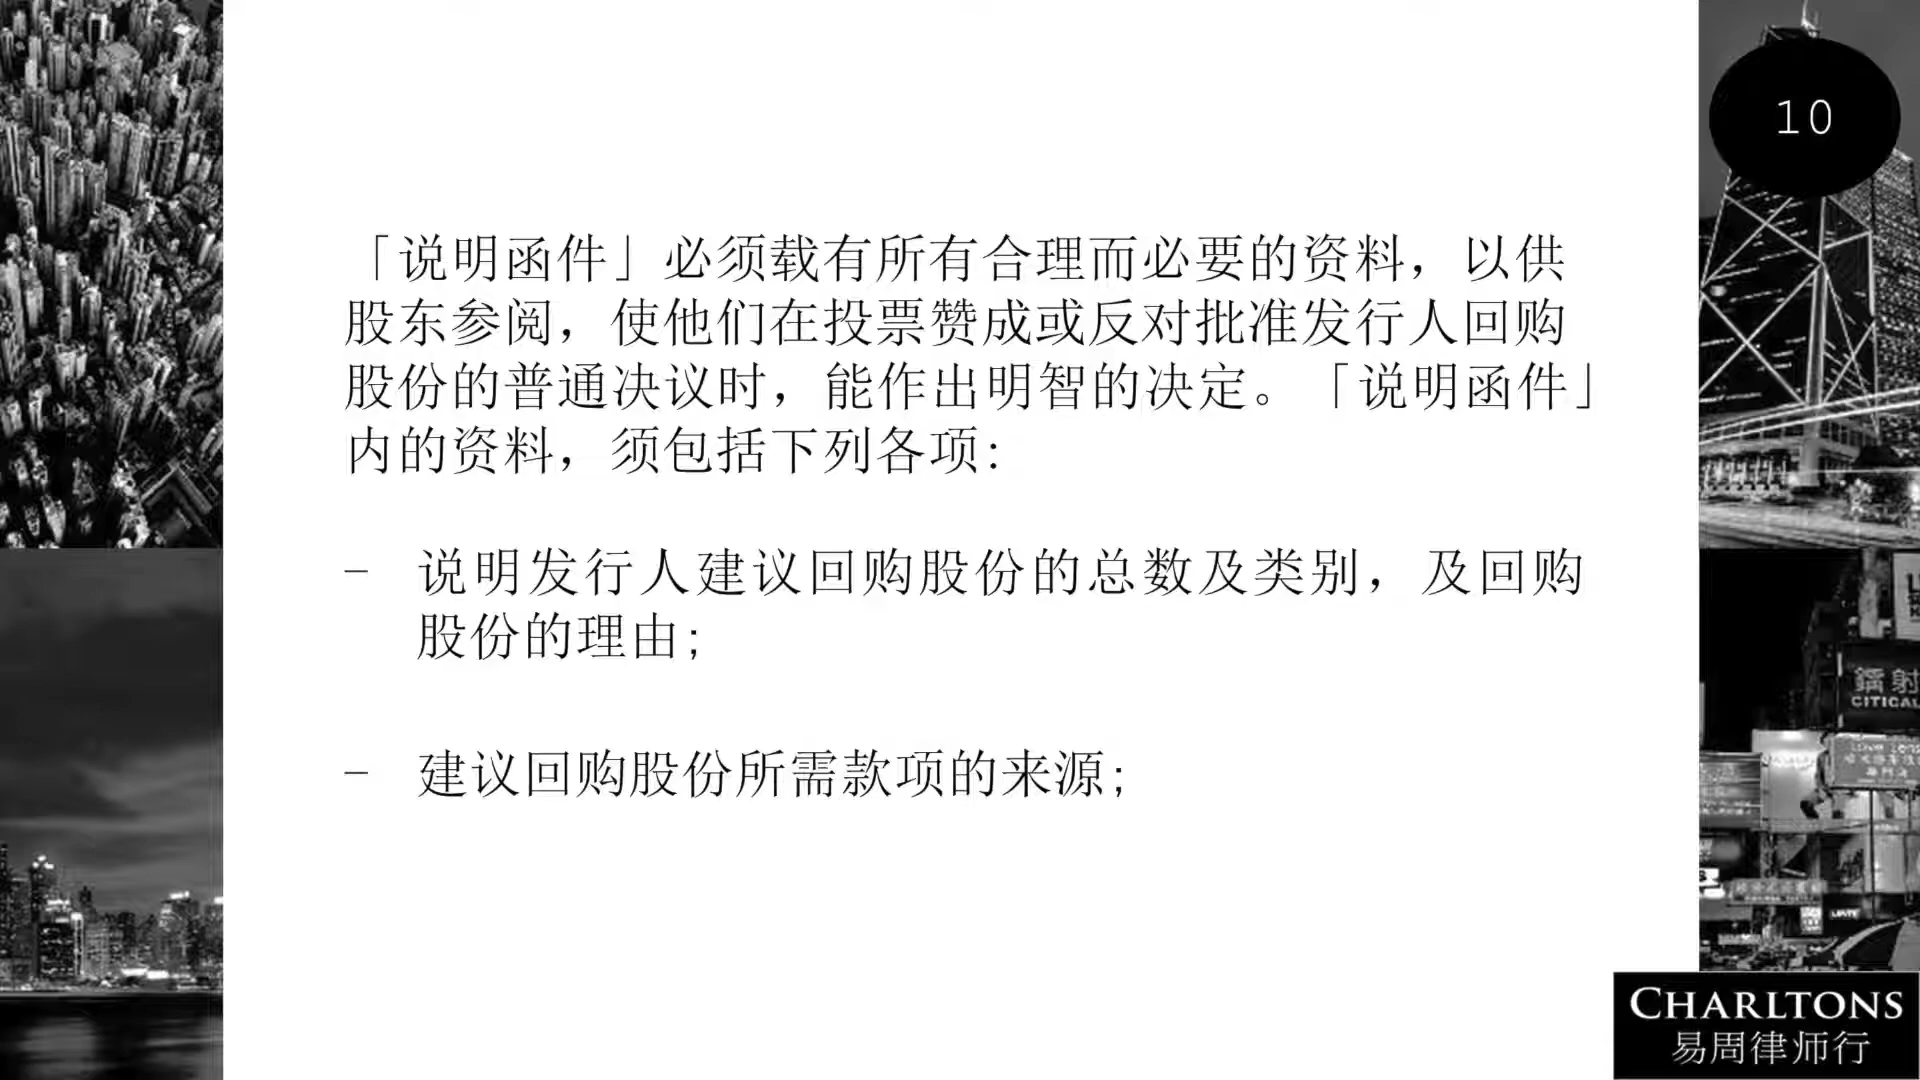 10
「说明函件」必须载有所有合理而必要的资料，以供
股东参阅，使他们在投票赞成或反对批准发行人回购
股份的普通决议时，能作出明智的决定。「说明函件」
内的资料，须包括下列各项:
- 说明发行人建议回购股份的总数及类别，及回购
股份的理由;
- 建议回购股份所需款项的来源;
鐳射
CITICAL
CHARLTONS
易周律师行